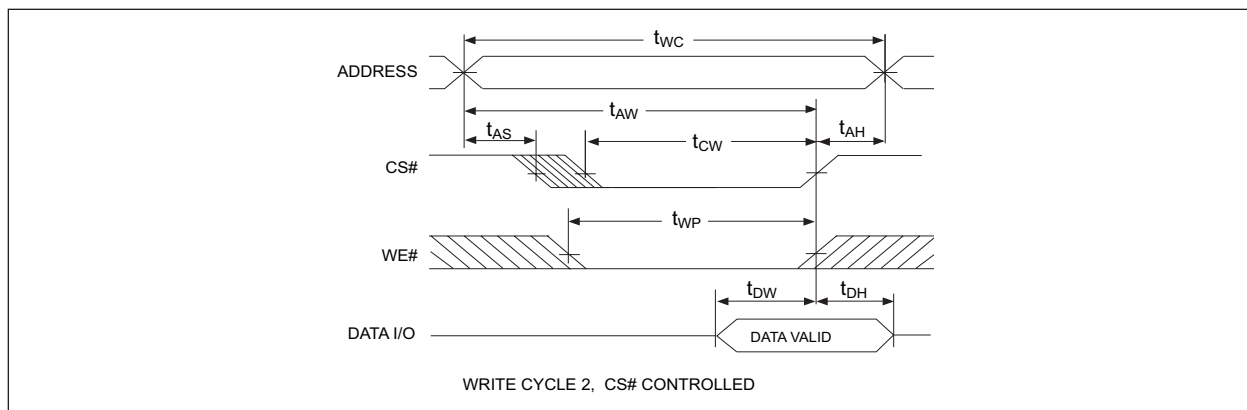 tWC
ADDRESS
tAW
tAS
tCW
tAH
CS#
tWP
WE#
tDW
tDH
DATA I/O
DATA VALID
WRITE CYCLE 2, CS# CONTROLLED